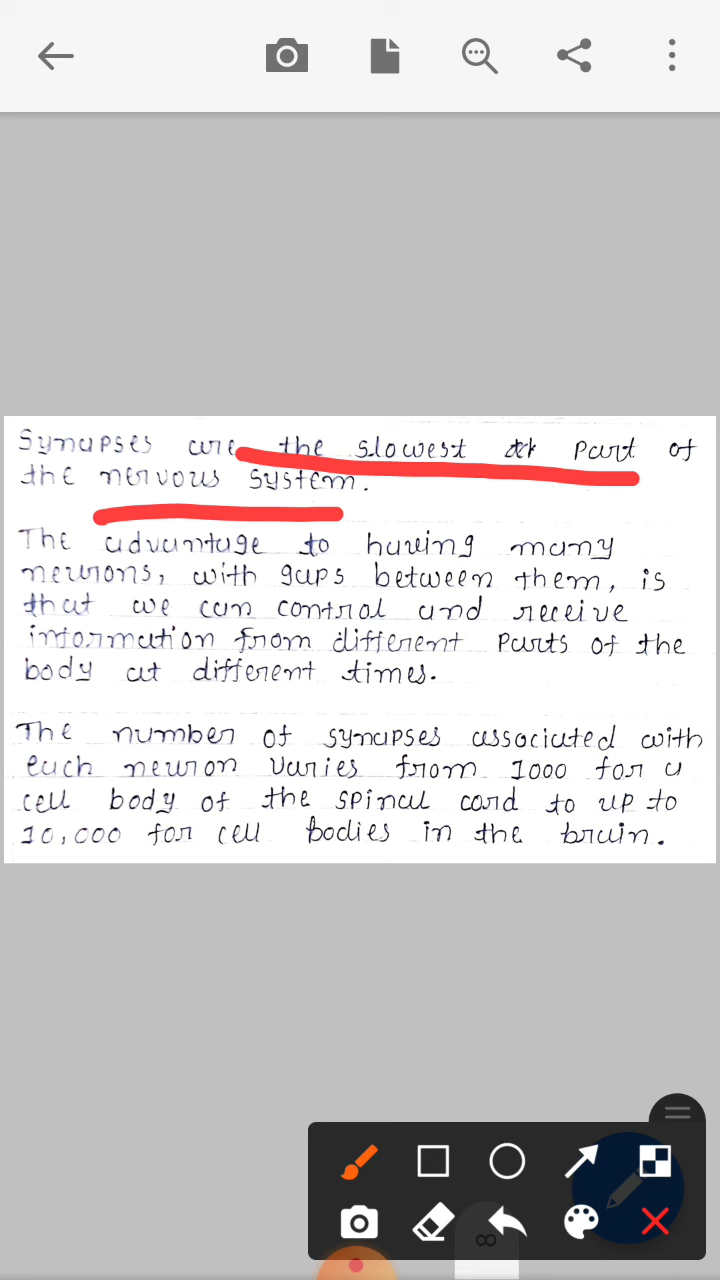 Synapses are the slowest part of
the nervous system.
The advantage to having many
neurons, with gaps between them, is
that we can control and receive
information from different parts of the
body at different times.
The number of synapses associated with
each neuron varies from 1000 for a
cell body of the spinal cord to up to
10,000 for cell bodies in the brain.
8